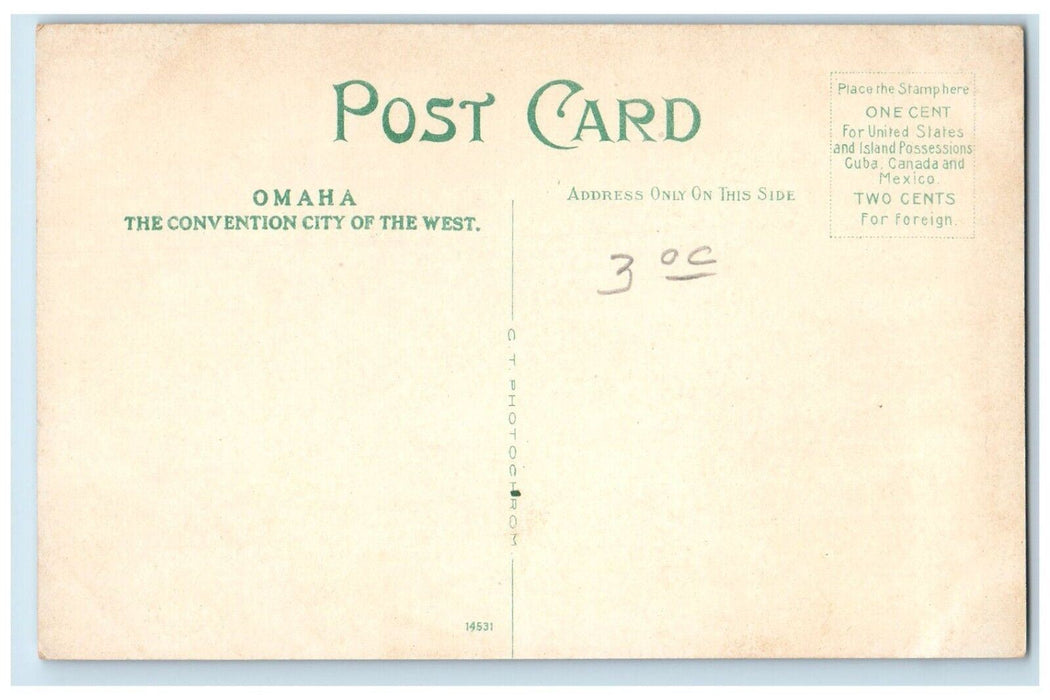 POST CARD
OMAHA
THE CONVENTION CITY OF THE WEST.
ADDRESS ONLY ON THIS SIDE
Place the Stamp here
ONE CENT
For United States
and Island Possessions
Cuba, Canada and
Mexico.
TWO CENTS
For Foreign.
3 00
C. T. PHOTOCHROM
14531